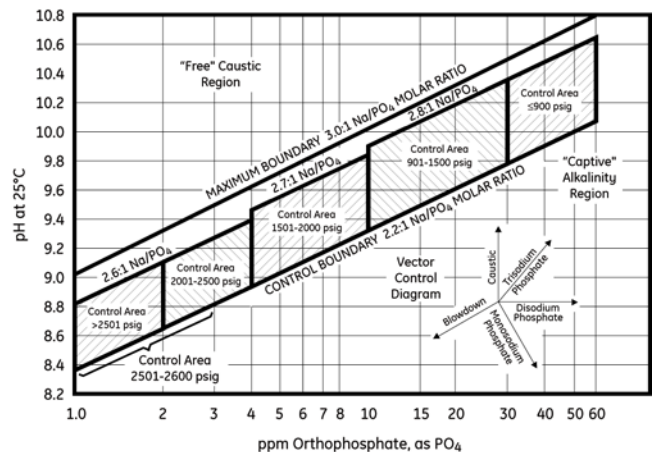 10.8
10.6
10.4
10.2
10.0
9.8
9.6
9.4
9.2
9.0
8.8
8.6
8.4
8.2
pH at 25°C
"Free" Caustic
Region
MAXIMUM BOUNDARY 3.0:1 Na/PO4 MOLAR RATIO
2.8:1 Na/PO4
2.7:1 Na/PO4
2.6:1 Na/PO4
Control Area
≤900 psig
Control Area
901-1500 psig
Control Area
1501-2000 psig
Control Area
2001-2500 psig
Control Area
>2501 psig
Control Area
2501-2600 psig
CONTROL BOUNDARY 2.2:1 Na/PO4 MOLAR RATIO
"Captive"
Alkalinity
Region
Vector
Control
Diagram
Caustic
Trisodium
Phosphate
Disodium
Phosphate
Monosodium
Phosphate
Blowdown
1.0 2 3 4 5 6 7 8 10 15 20 30 40 50 60
ppm Orthophosphate, as PO4